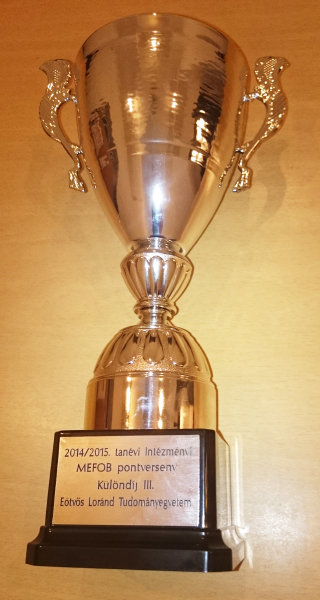 2014/2015. tanévi Intézményi
MEFOB pontverseny
Különdíj III.
Eötvös Loránd Tudományegyetem